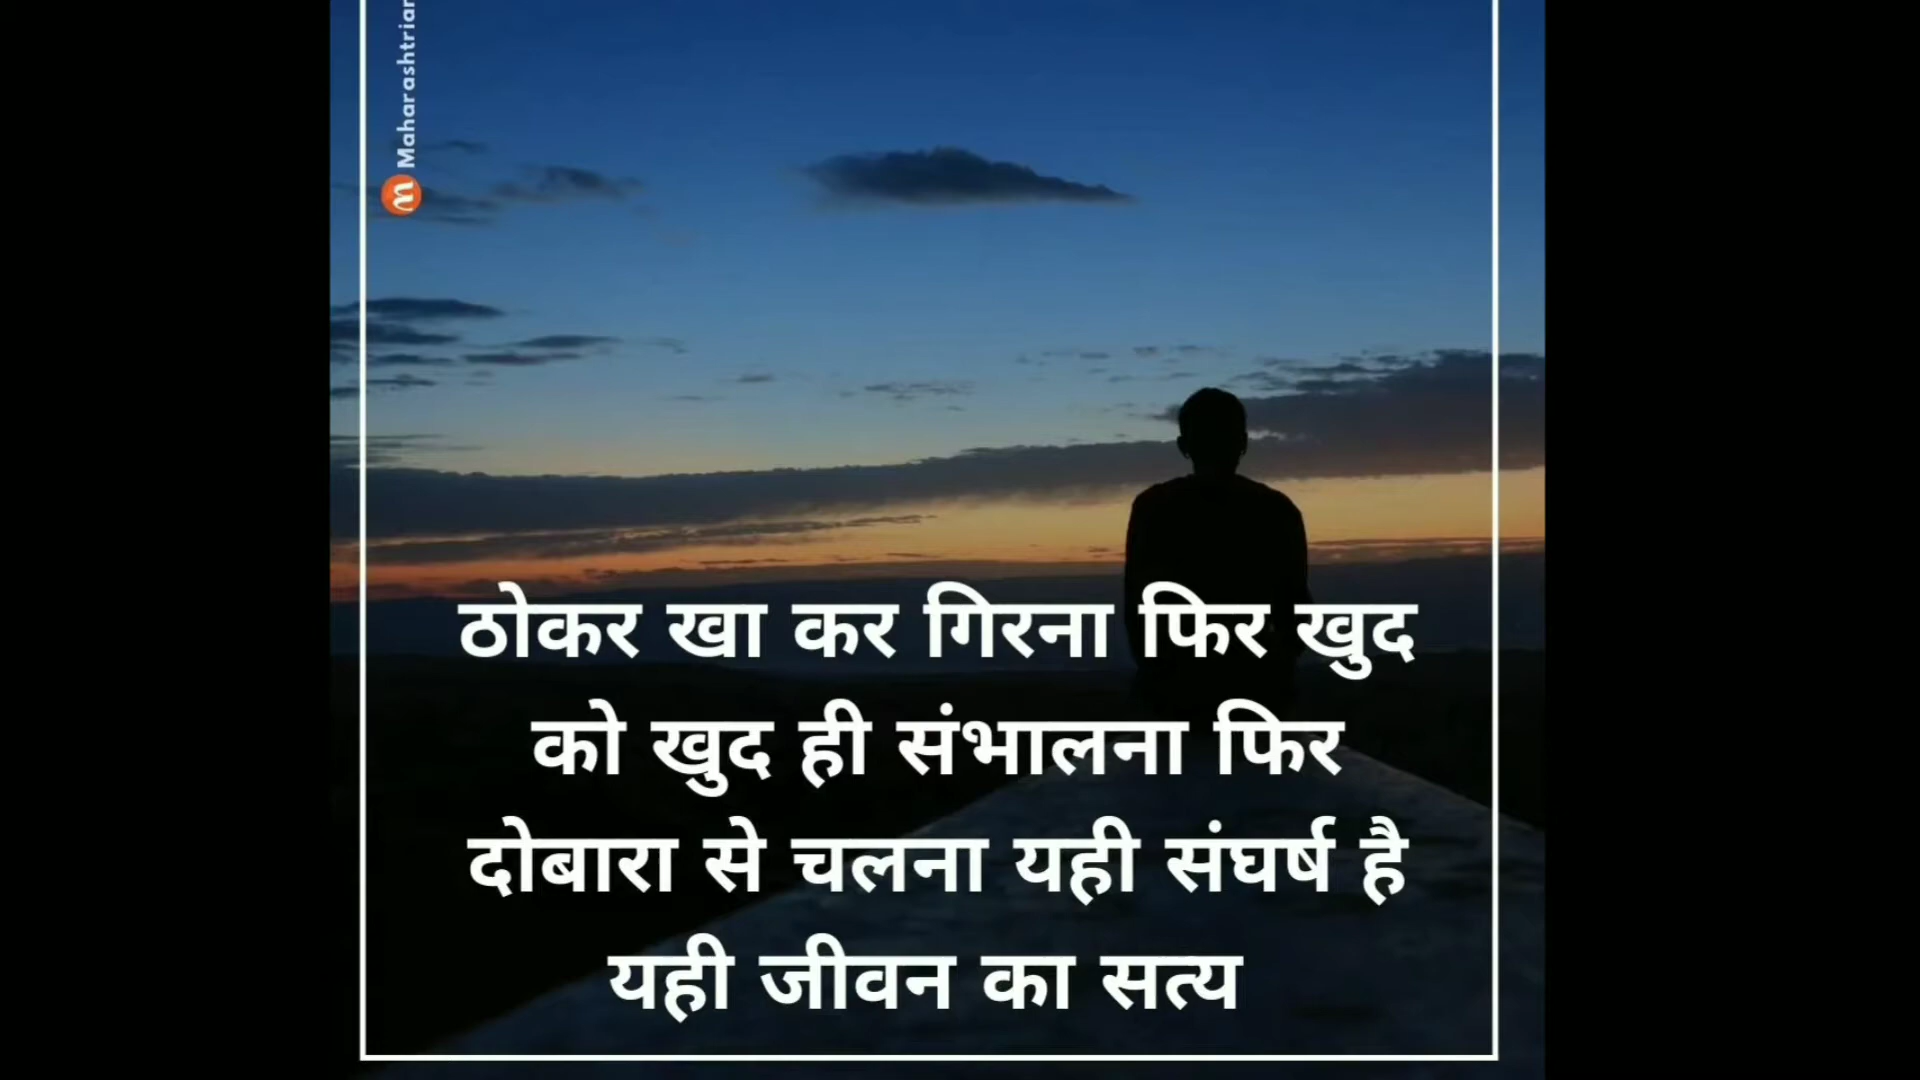 Maharashtrian
ठोकर खा कर गिरना फिर खुद
को खुद ही संभालना फिर
दोबारा से चलना यही संघर्ष है
यही जीवन का सत्य